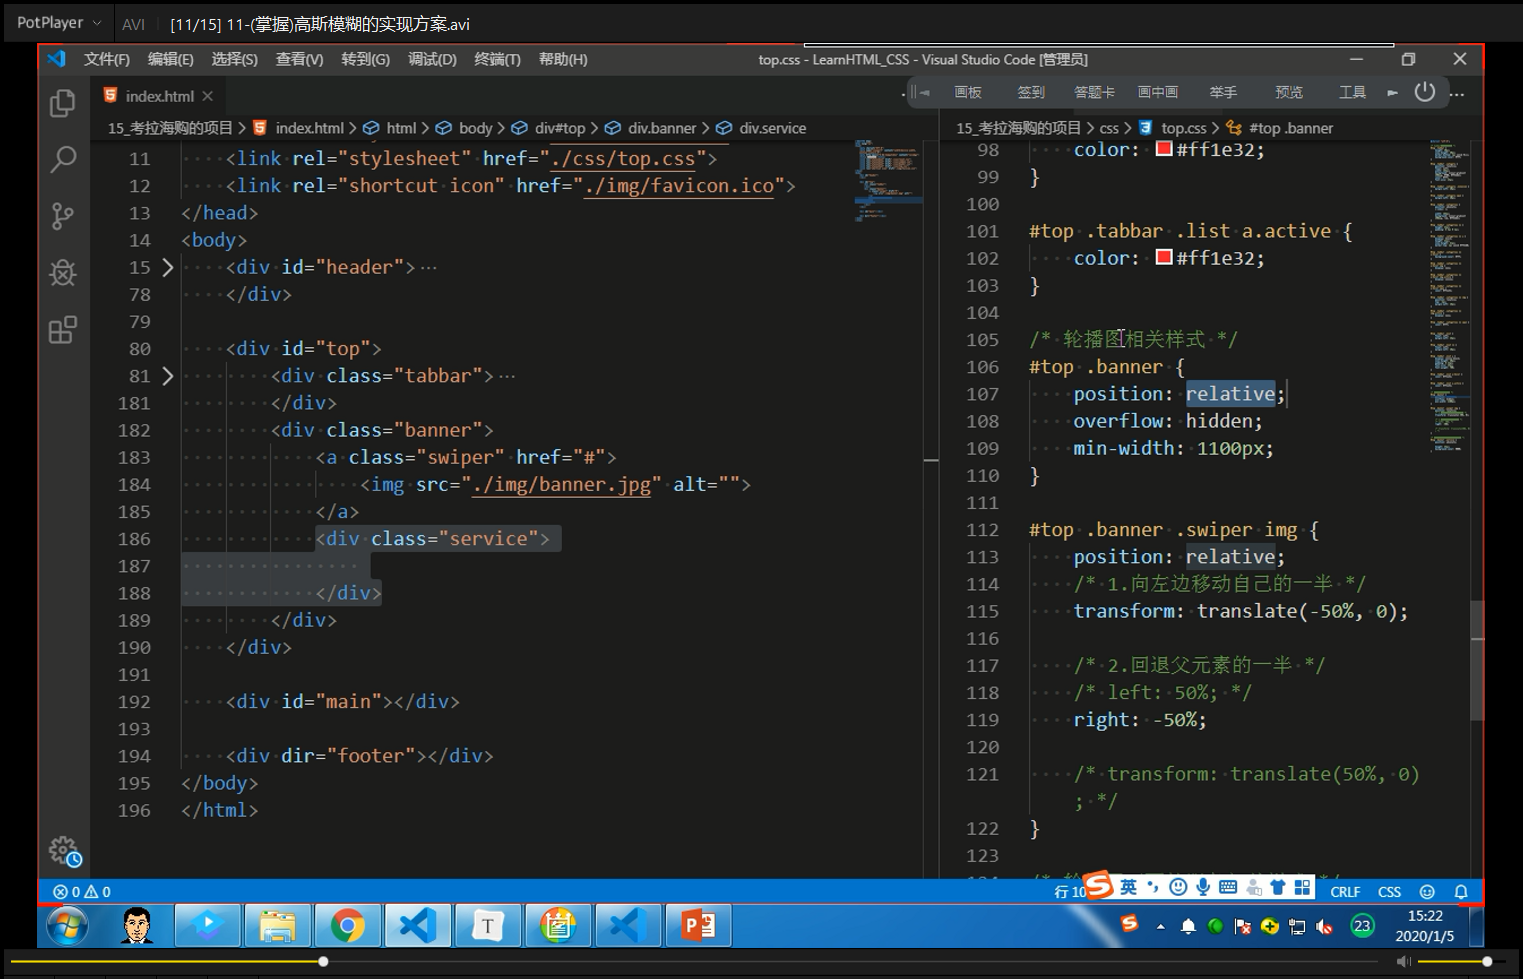 PotPlayer AVI [11/15] 11-(掌握)高斯模糊的实现方案.avi
文件(F) 编辑(E) 选择(S) 查看(V) 转到(G) 调试(D) 终端(T) 帮助(H) top.css - LearnHTML_CSS - Visual Studio Code [管理员]
index.html
画板 签到 答题卡 画中画 举手 预览 工具
15_考拉海购的项目 > index.html > html > body > div#top > div.banner > div.service
11 <link rel="stylesheet" href="./css/top.css">
12 <link rel="shortcut icon" href="./img/favicon.ico">
13 </head>
14 <body>
15 <div id="header">...
78 </div>
79
80 <div id="top">
81 <div class="tabbar">...
181 </div>
182 <div class="banner">
183 <a class="swiper" href="#">
184 <img src="./img/banner.jpg" alt="">
185 </a>
186 <div class="service">
187
188 </div>
189 </div>
190 </div>
191
192 <div id="main"></div>
193
194 <div dir="footer"></div>
195 </body>
196 </html>
15_考拉海购的项目 > css > top.css > #top .banner
98 color: #ff1e32;
99 }
100
101 #top .tabbar .list a.active {
102 color: #ff1e32;
103 }
104
105 /* 轮播图相关样式 */
106 #top .banner {
107 position: relative;
108 overflow: hidden;
109 min-width: 1100px;
110 }
111
112 #top .banner .swiper img {
113 position: relative;
114 /* 1.向左边移动自己的一半 */
115 transform: translate(-50%, 0);
116
117 /* 2.回退父元素的一半 */
118 /* left: 50%; */
119 right: -50%;
120
121 /* transform: translate(50%, 0)
; */
122 }
123
0 0 行 10 英 CRLF CSS
T 23 15:22
2020/1/5